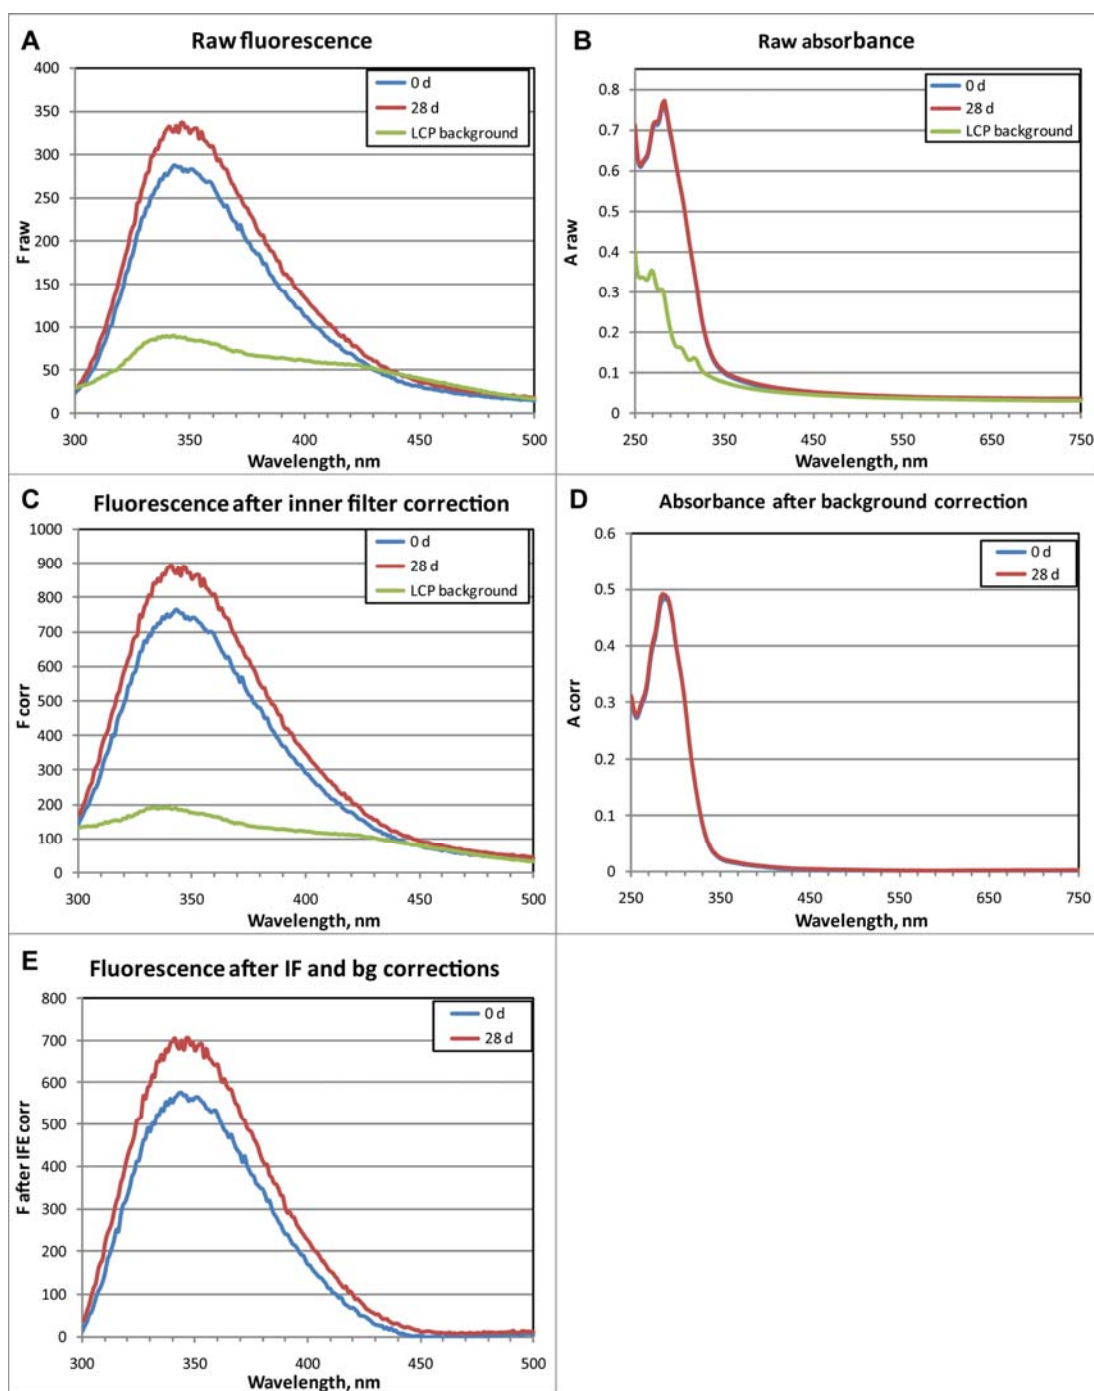 A
Raw fluorescence
400
350
300
250
200
150
100
50
0
F raw
0 d
28 d
LCP background
300
350
400
450
500
Wavelength, nm
B
Raw absorbance
0.8
0.7
0.6
0.5
0.4
0.3
0.2
0.1
0
A raw
0 d
28 d
LCP background
250
350
450
550
650
750
Wavelength, nm
C
Fluorescence after inner filter correction
1000
900
800
700
600
500
400
300
200
100
0
F corr
0 d
28 d
LCP background
300
350
400
450
500
Wavelength, nm
D
Absorbance after background correction
0.6
0.5
0.4
0.3
0.2
0.1
0
A corr
0 d
28 d
250
350
450
550
650
750
Wavelength, nm
E
Fluorescence after IF and bg corrections
800
700
600
500
400
300
200
100
0
F after IFE corr
0 d
28 d
300
350
400
450
500
Wavelength, nm